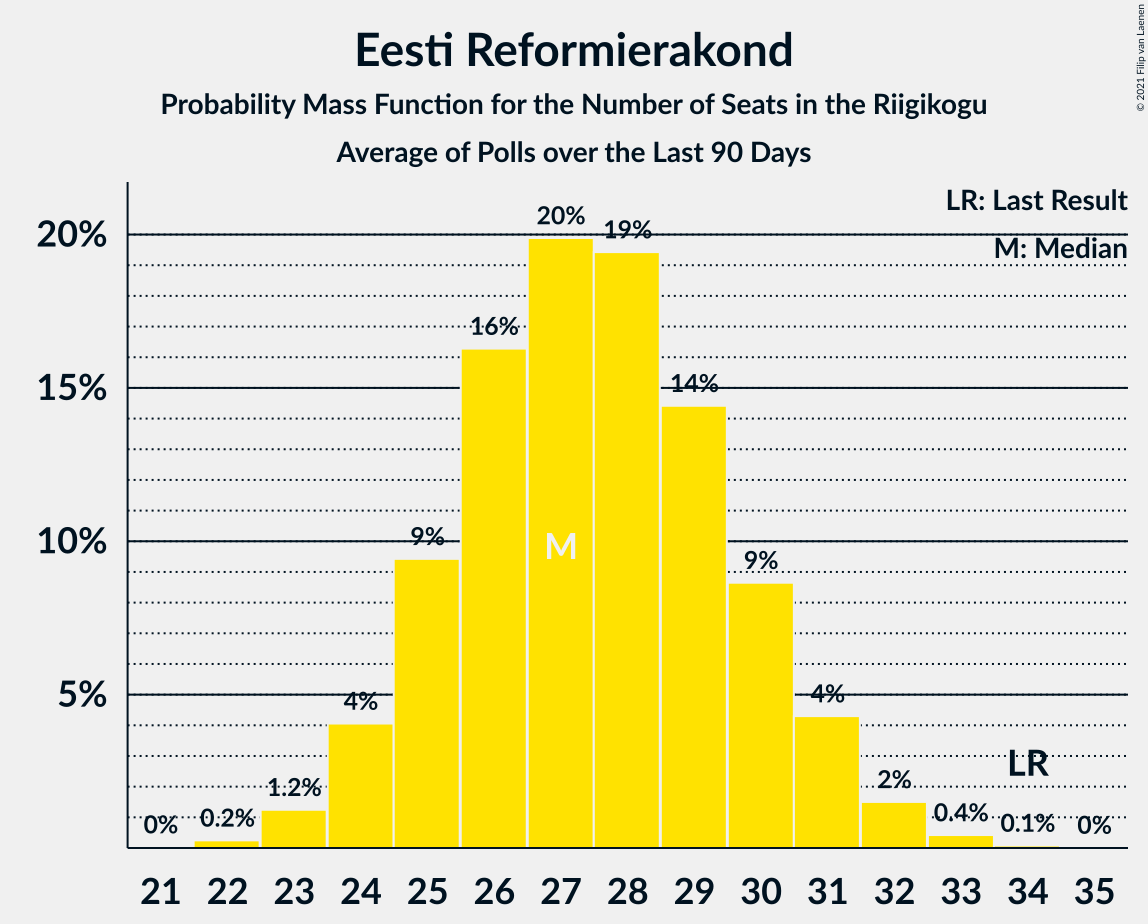 Eesti Reformierakond
Probability Mass Function for the Number of Seats in the Riigikogu
Average of Polls over the Last 90 Days
© 2021 Filip van Laenen
LR: Last Result
M: Median
20%
15%
10%
5%
0%
0.2%
1.2%
4%
9%
16%
20%
19%
14%
9%
4%
2%
0.4%
0.1%
0%
M
LR
21 22 23 24 25 26 27 28 29 30 31 32 33 34 35